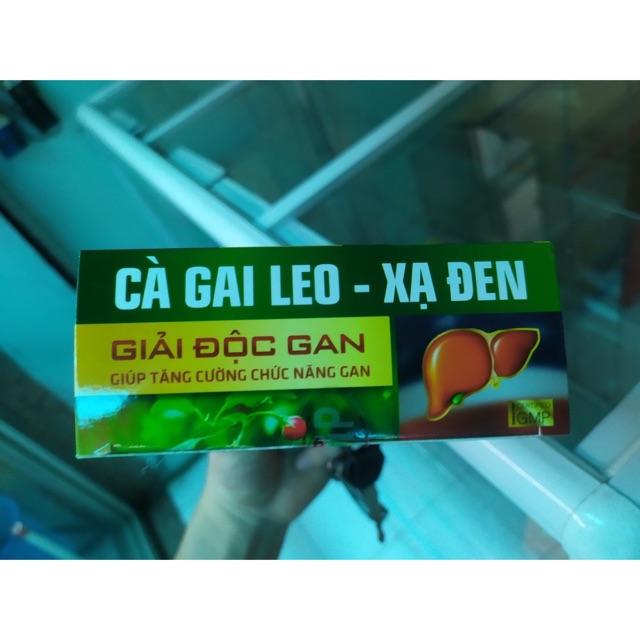 CÀ GAI LEO - XẠ ĐEN
GIẢI ĐỘC GAN
GIÚP TĂNG CƯỜNG CHỨC NĂNG GAN
GMP